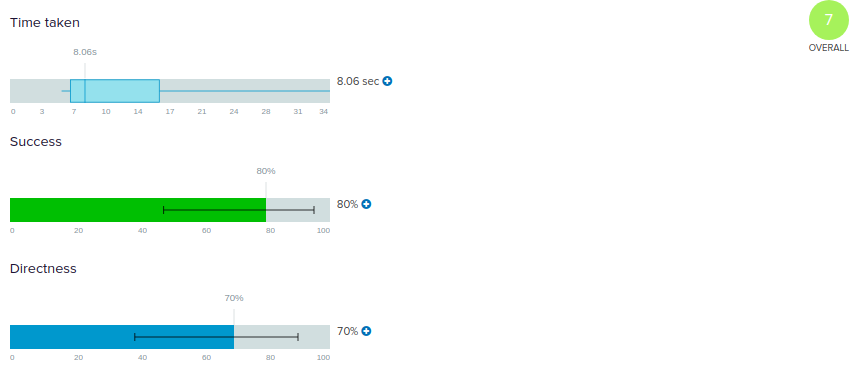 Time taken
7
OVERALL
8.06s
8.06 sec
0 3 7 10 14 17 21 24 28 31 34
Success
80%
80%
0 20 40 60 80 100
Directness
70%
70%
0 20 40 60 80 100